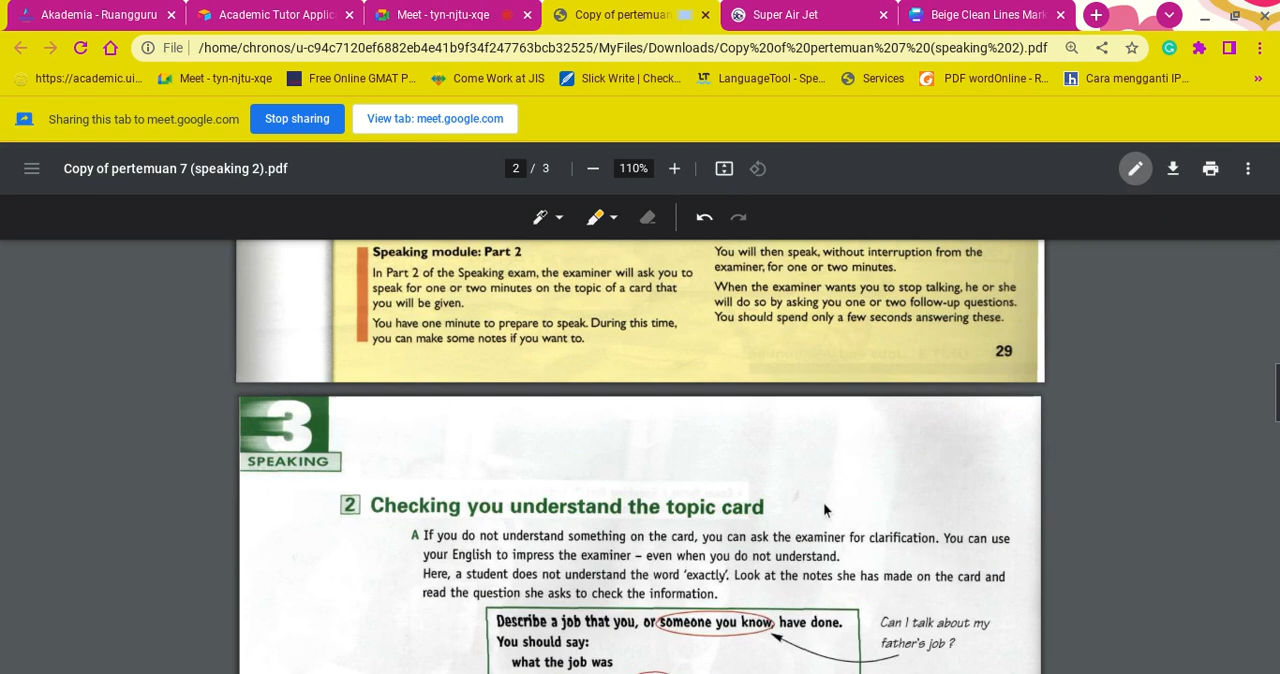 Akademia - Ruangguru
Academic Tutor Applic
Meet - tyn-njtu-xqe
Copy of pertemuan
Super Air Jet
Beige Clean Lines Mark
File
/home/chronos/u-c94c7120ef6882eb4e41b9f34f247763bcb32525/MyFiles/Downloads/Copy%20of%20pertemuan%207%20(speaking%202).pdf
https://academic.ui...
Meet - tyn-njtu-xqe
Free Online GMAT P...
Come Work at JIS
Slick Write | Check...
LanguageTool - Spe...
Services
PDF wordOnline - R...
Cara mengganti IP...
Sharing this tab to meet.google.com
Stop sharing
View tab: meet.google.com
Copy of pertemuan 7 (speaking 2).pdf
2 / 3
110%
Speaking module: Part 2
In Part 2 of the Speaking exam, the examiner will ask you to
speak for one or two minutes on the topic of a card that
you will be given.
You have one minute to prepare to speak. During this time,
you can make some notes if you want to.
You will then speak, without interruption from the
examiner, for one or two minutes.
When the examiner wants you to stop talking, he or she
will do so by asking you one or two follow-up questions.
You should spend only a few seconds answering these.
29
3
SPEAKING
2 Checking you understand the topic card
A If you do not understand something on the card, you can ask the examiner for clarification. You can use
your English to impress the examiner – even when you do not understand.
Here, a student does not understand the word 'exactly'. Look at the notes she has made on the card and
read the question she asks to check the information.
Describe a job that you, or someone you know, have done.
You should say:
what the job was
Can I talk about my
father's job ?